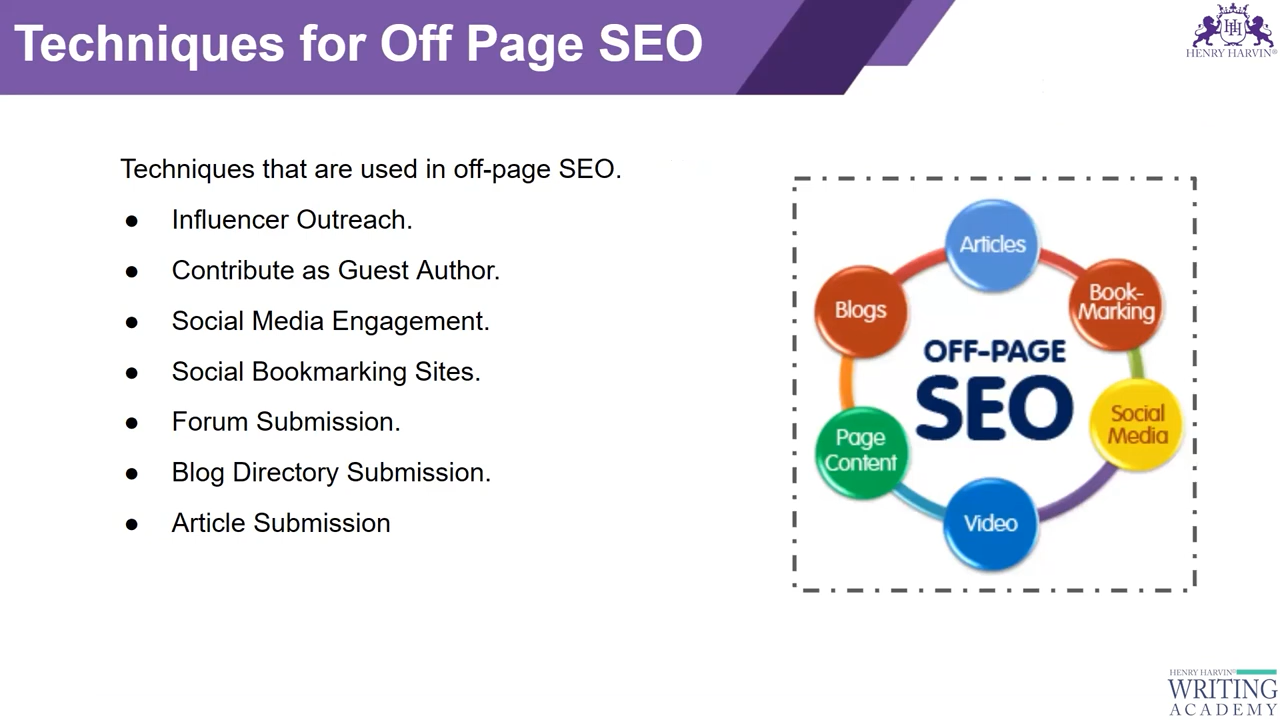 Techniques for Off Page SEO
HENRY HARVIN®
Techniques that are used in off-page SEO.
● Influencer Outreach.
● Contribute as Guest Author.
● Social Media Engagement.
● Social Bookmarking Sites.
● Forum Submission.
● Blog Directory Submission.
● Article Submission
Articles
Book-
Marking
Social
Media
Video
Page
Content
Blogs
OFF-PAGE
SEO
HENRY HARVIN®
WRITING
ACADEMY